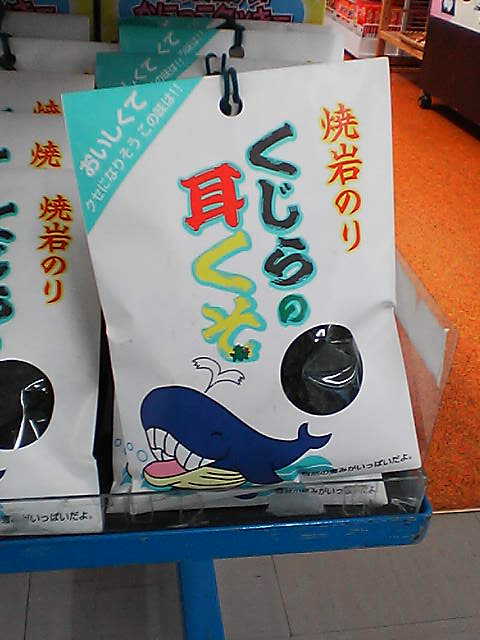 おいしくて
クセになりそうこの味は!!
焼岩のり
くじらの
耳くそ
の恵みがいっぱいだよ。
焼岩のり
いっぱいだよ。
焼